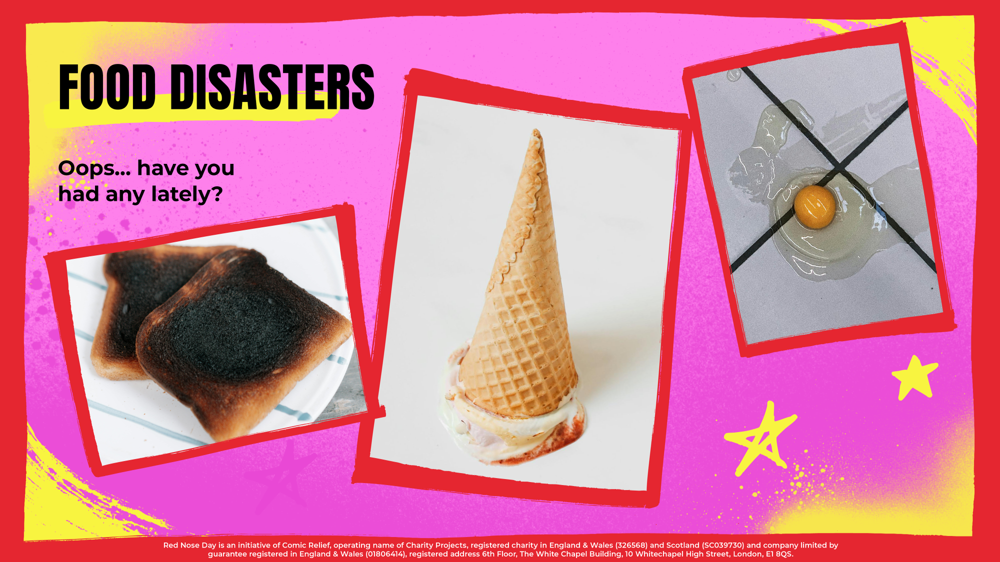 FOOD DISASTERS
Oops... have you
had any lately?
Red Nose Day is an initiative of Comic Relief, operating name of Charity Projects, registered charity in England & Wales (326568) and Scotland (SC039730) and company limited by
guarantee registered in England & Wales (01806414), registered address 6th Floor, The White Chapel Building, 10 Whitechapel High Street, London, E1 8QS.